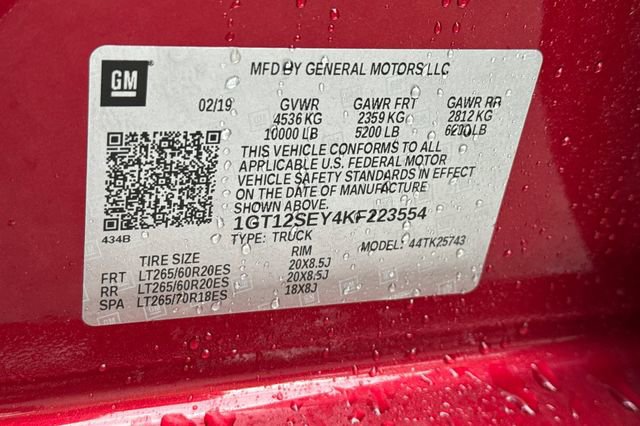 GM
MFD BY GENERAL MOTORS LLC
02/19 GVWR GAWR FRT GAWR RR
4536 KG 2359 KG 2812 KG
10000 LB 5200 LB 6200 LB
THIS VEHICLE CONFORMS TO ALL
APPLICABLE U.S. FEDERAL MOTOR
VEHICLE SAFETY STANDARDS IN EFFECT
ON THE DATE OF MANUFACTURE
SHOWN ABOVE.
1GT12SEY4KF223554
434B TYPE: TRUCK MODEL: 44TK25743
TIRE SIZE RIM
FRT LT265/60R20ES 20X8.5J
RR LT265/60R20ES 20X8.5J
SPA LT265/70R18ES 18X8J